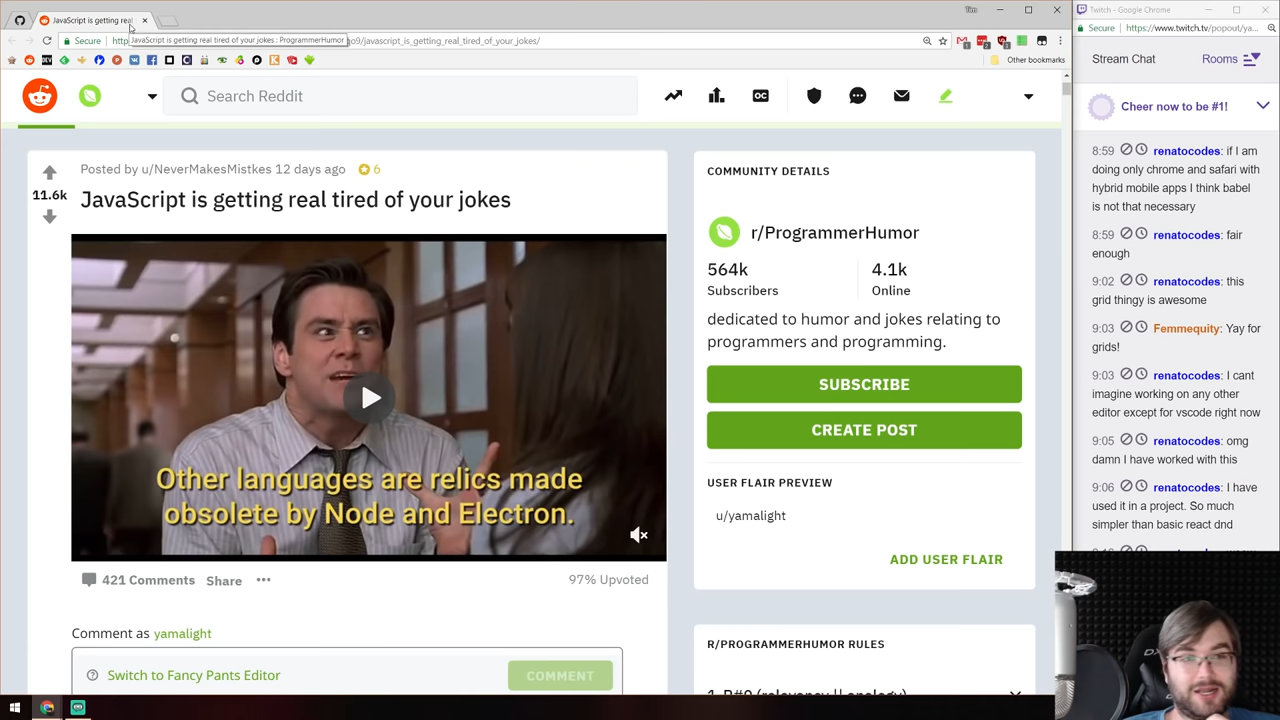 JavaScript is getting real
Tim
Secure
http
JavaScript is getting real tired of your jokes : ProgrammerHumor
o9/javascript_is_getting_real_tired_of_your_jokes/
Other bookmarks
Search Reddit
OC
Posted by u/NeverMakesMistkes 12 days ago
6
11.6k
JavaScript is getting real tired of your jokes
Other languages are relics made
obsolete by Node and Electron.
421 Comments
Share
97% Upvoted
Comment as yamalight
Switch to Fancy Pants Editor
COMMENT
COMMUNITY DETAILS
r/ProgrammerHumor
564k
4.1k
Subscribers
Online
dedicated to humor and jokes relating to
programmers and programming.
SUBSCRIBE
CREATE POST
USER FLAIR PREVIEW
u/yamalight
ADD USER FLAIR
R/PROGRAMMERHUMOR RULES
Twitch - Google Chrome
Secure
https://www.twitch.tv/popout/ya...
Stream Chat
Rooms
Cheer now to be #1!
8:59 renatocodes: if I am
doing only chrome and safari with
hybrid mobile apps I think babel
is not that necessary
8:59 renatocodes: fair
enough
9:02 renatocodes: this
grid thingy is awesome
9:03 Femmequity: Yay for
grids!
9:03 renatocodes: I cant
imagine working on any other
editor except for vscode right now
9:05 renatocodes: omg
damn I have worked with this
9:06 renatocodes: I have
used it in a project. So much
simpler than basic react dnd